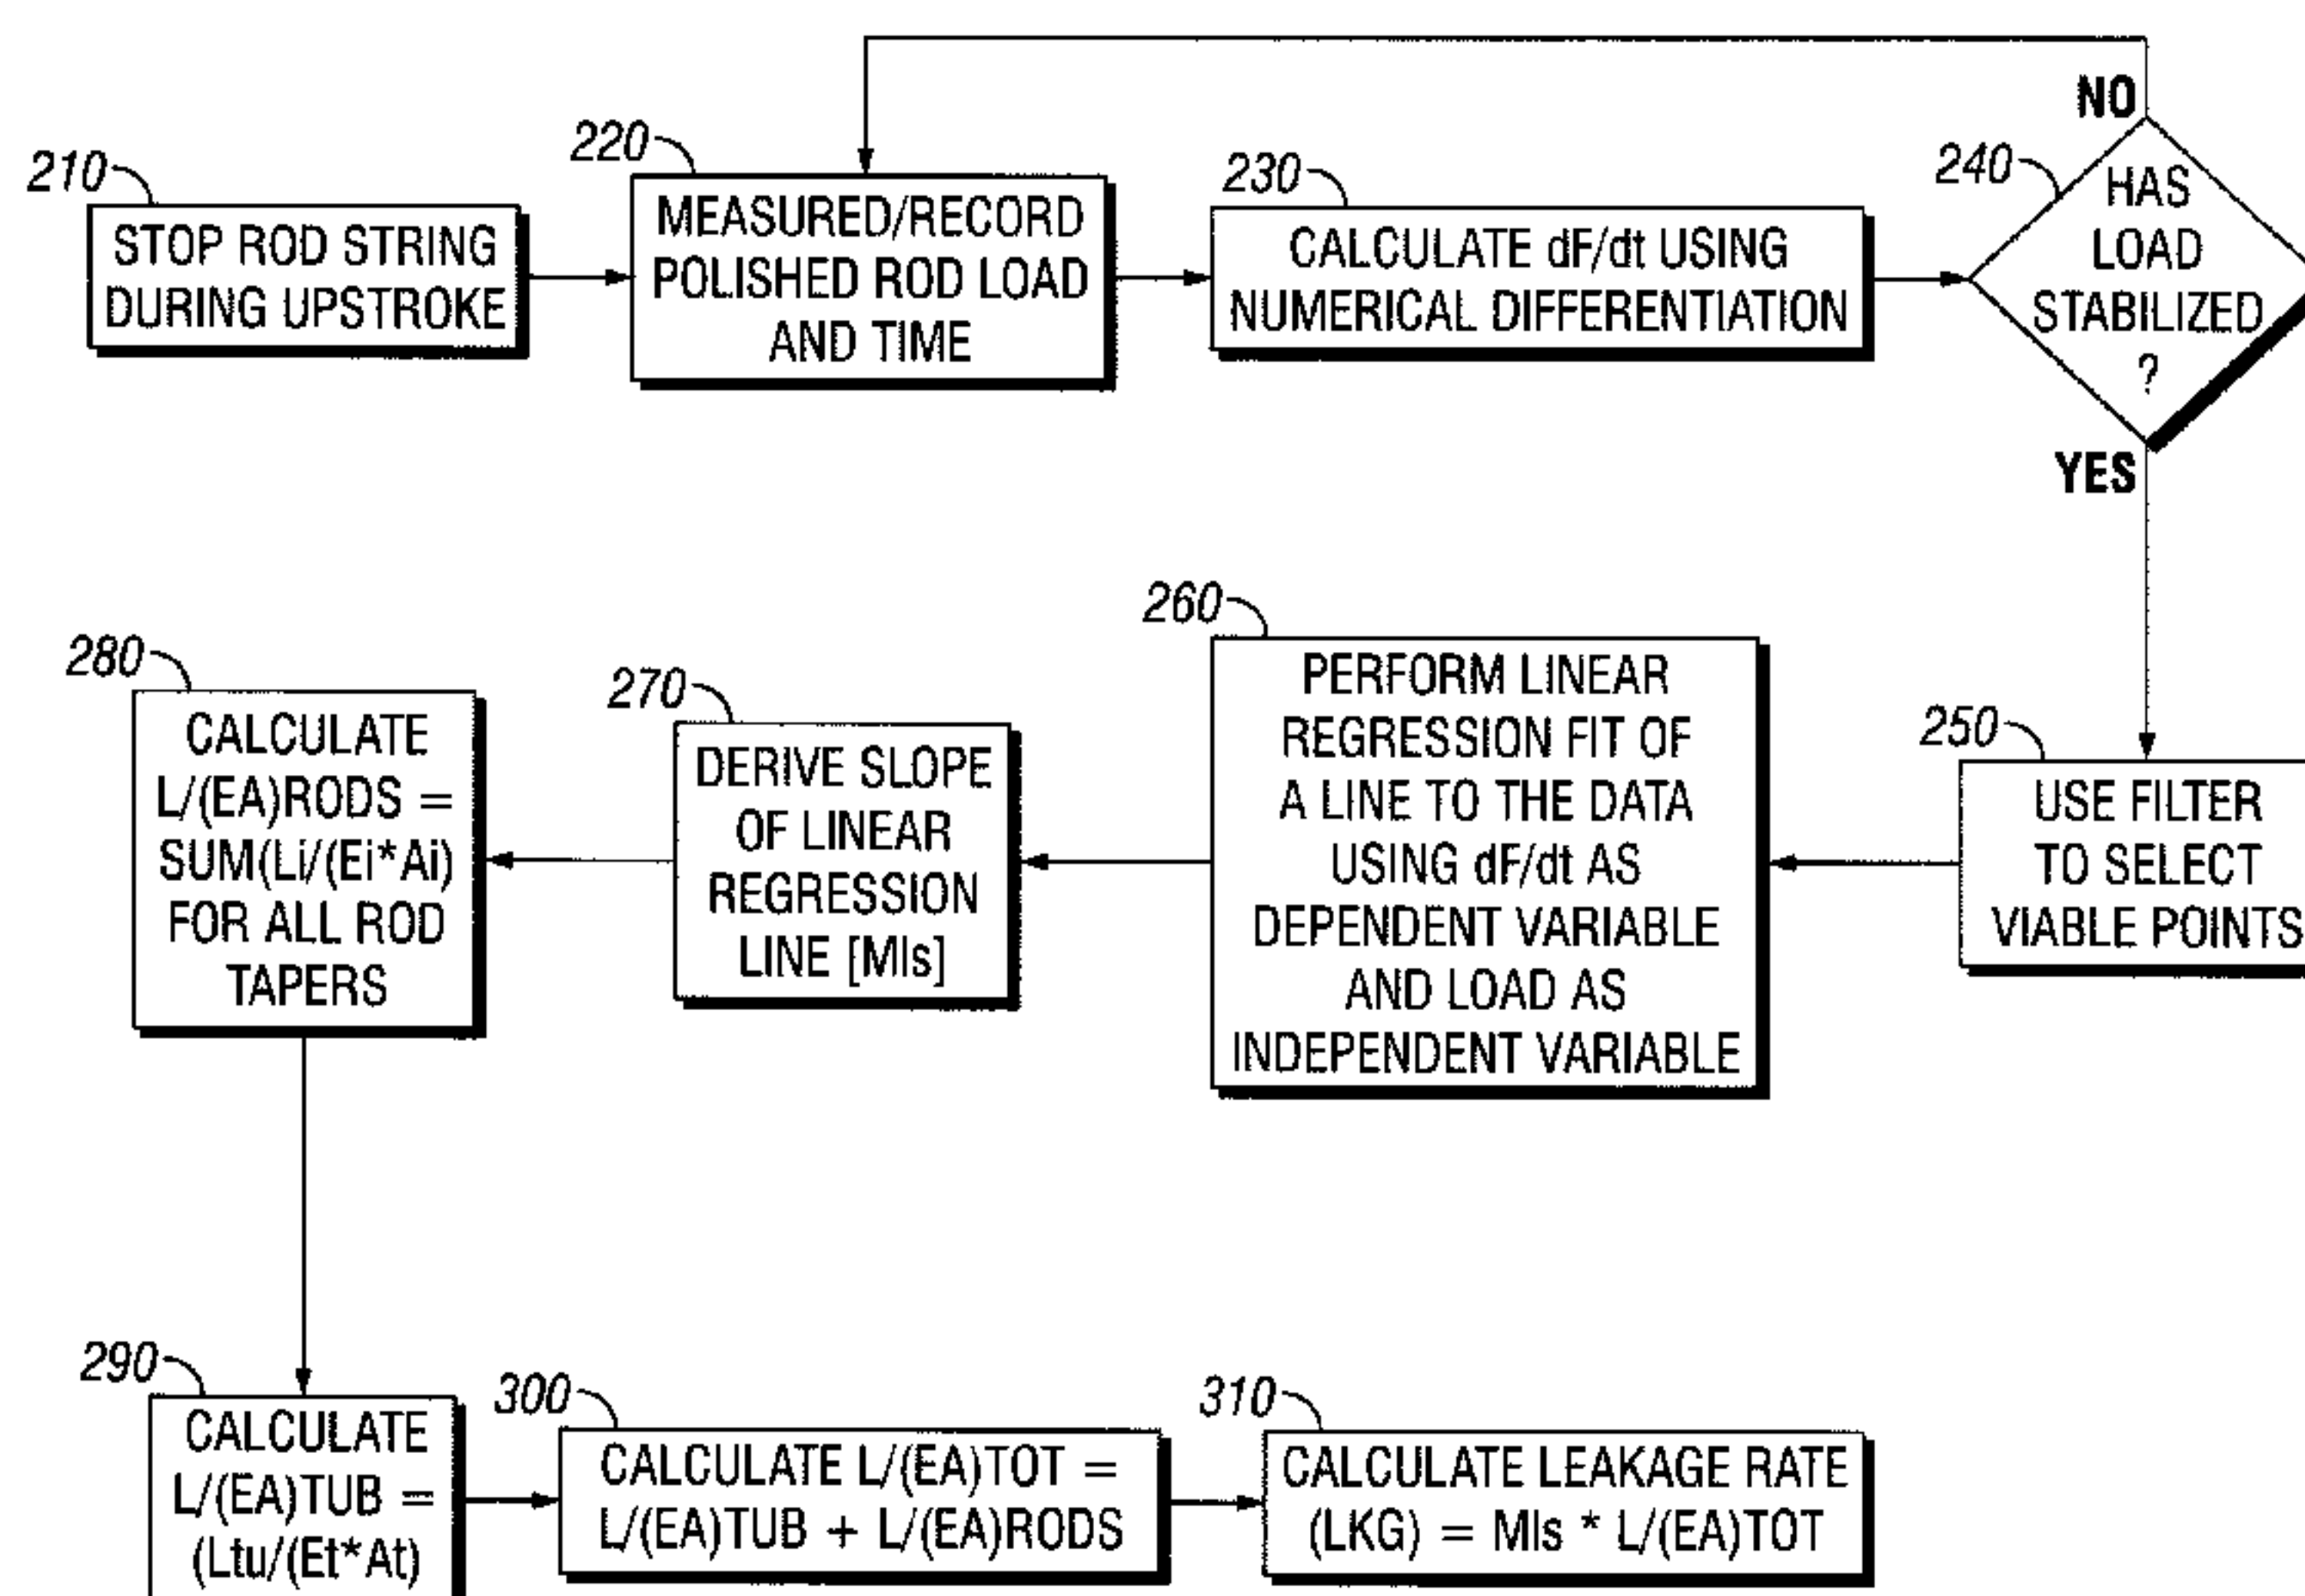 NO
210
STOP ROD STRING
DURING UPSTROKE
220
MEASURED/RECORD
POLISHED ROD LOAD
AND TIME
230
CALCULATE dF/dt USING
NUMERICAL DIFFERENTIATION
240
HAS
LOAD
STABILIZED
?
YES
250
USE FILTER
TO SELECT
VIABLE POINTS
260
PERFORM LINEAR
REGRESSION FIT OF
A LINE TO THE DATA
USING dF/dt AS
DEPENDENT VARIABLE
AND LOAD AS
INDEPENDENT VARIABLE
270
DERIVE SLOPE
OF LINEAR
REGRESSION
LINE [Mls]
280
CALCULATE
L/(EA)RODS =
SUM(Li/(Ei*Ai)
FOR ALL ROD
TAPERS
290
CALCULATE
L/(EA)TUB =
(Ltu/(Et*At)
300
CALCULATE L/(EA)TOT =
L/(EA)TUB + L/(EA)RODS
310
CALCULATE LEAKAGE RATE
(LKG) = Mls * L/(EA)TOT